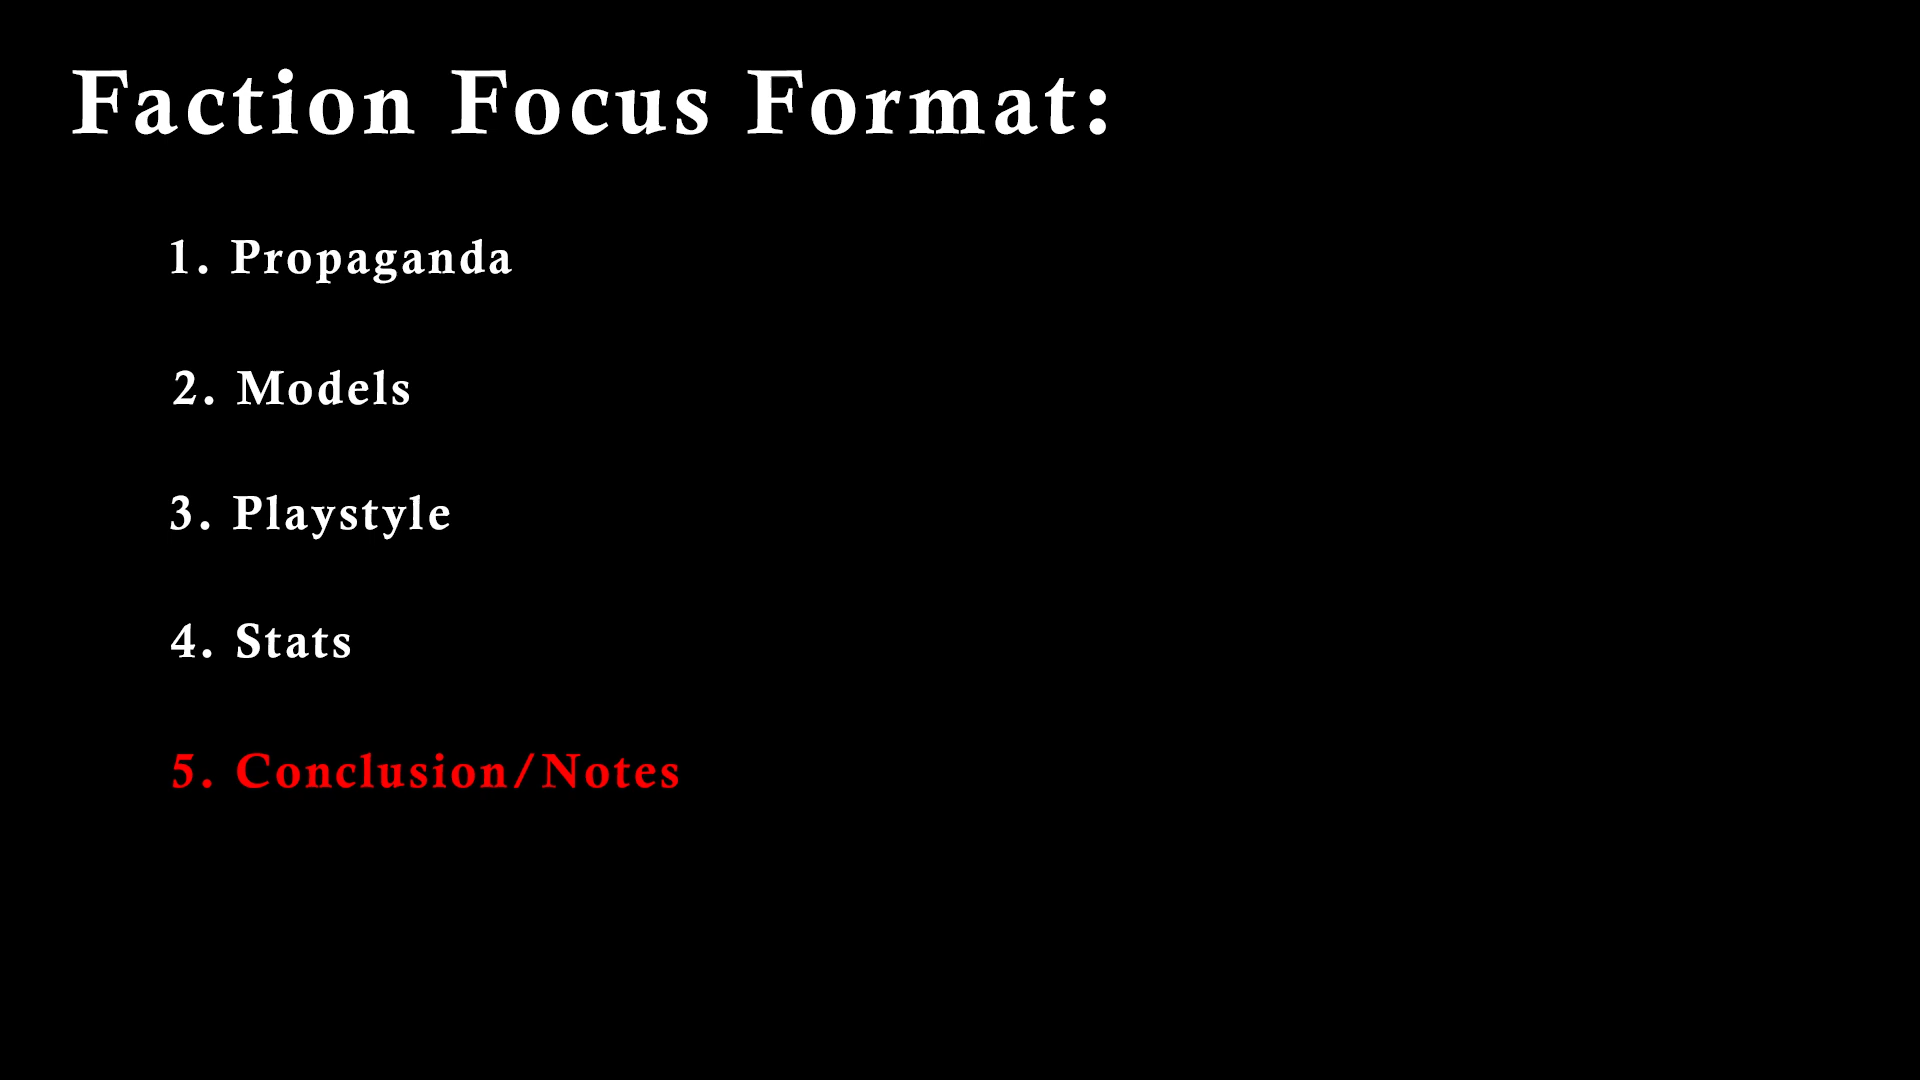 Faction Focus Format:
1. Propaganda
2. Models
3. Playstyle
4. Stats
5. Conclusion/Notes